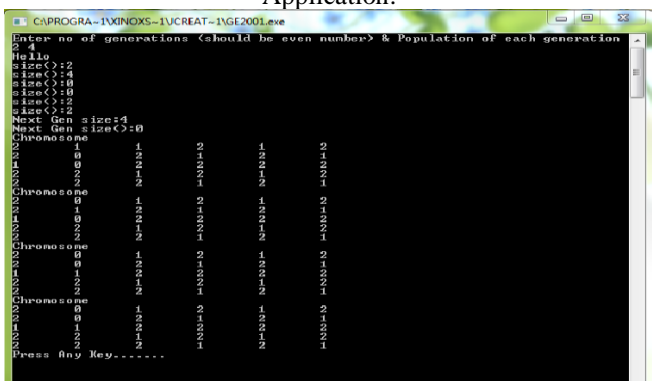 Application.
C:\PROGRA~1\XINOXS~1\JCREAT~1\GE2001.exe
Enter no of generations (should be even number) & Population of each generation
2 4
Hello
size():2
size():4
size():0
size():0
size():2
size():2
Next Gen size:4
Next Gen size():0
Chromosome
2 1 1 2 1 2
2 0 2 1 2 1
1 0 2 2 2 2
2 2 1 2 1 2
2 2 2 1 2 1
Chromosome
2 0 1 2 1 2
2 1 2 1 2 1
1 0 2 2 2 2
2 2 1 2 1 2
2 2 2 1 2 2
Chromosome
2 0 1 2 1 2
2 0 2 1 2 1
1 1 2 2 2 2
2 2 1 2 1 2
2 2 2 1 2 1
Chromosome
2 0 1 2 1 2
2 0 2 1 2 1
1 1 2 2 2 2
2 2 1 2 1 2
2 2 2 1 2 1
Press Any Key.......